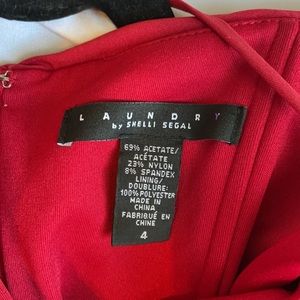 LAUNDRY
by SHELLI SEGAL
69% ACETATE/
ACÉTATE
23% NYLON
8% SPANDEX
LINING/
DOUBLURE:
100% POLYESTER
MADE IN
CHINA
FABRIQUÉ EN
CHINE
4